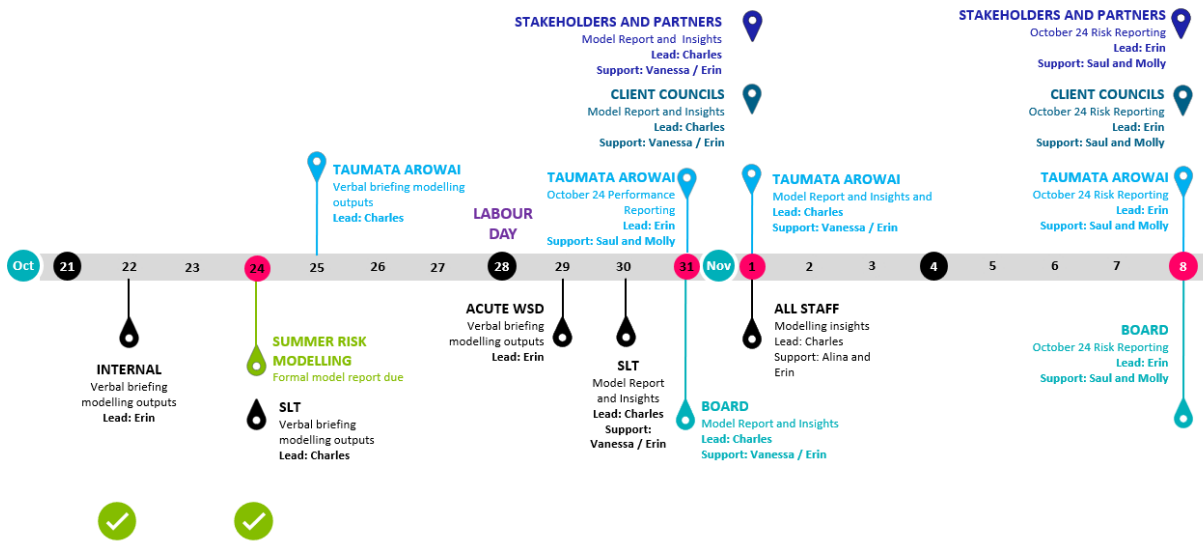 STAKEHOLDERS AND PARTNERS
Model Report and Insights
Lead: Charles
Support: Vanessa / Erin
STAKEHOLDERS AND PARTNERS
October 24 Risk Reporting
Lead: Erin
Support: Saul and Molly
CLIENT COUNCILS
Model Report and Insights
Lead: Charles
Support: Vanessa / Erin
CLIENT COUNCILS
October 24 Risk Reporting
Lead: Erin
Support: Saul and Molly
TAUMATA AROWAI
Verbal briefing modelling
outputs
Lead: Charles
LABOUR
DAY
TAUMATA AROWAI
October 24 Performance
Reporting
Lead: Erin
Support: Saul and Molly
TAUMATA AROWAI
Model Report and Insights and
Lead: Charles
Support: Vanessa / Erin
TAUMATA AROWAI
October 24 Risk Reporting
Lead: Erin
Support: Saul and Molly
Oct 21 22 23 24 25 26 27 28 29 30 31 Nov 1 2 3 4 5 6 7 8
INTERNAL
Verbal briefing
modelling outputs
Lead: Erin
SUMMER RISK
MODELLING
Formal model report due
SLT
Verbal briefing
modelling outputs
Lead: Charles
ACUTE WSD
Verbal briefing
modelling outputs
Lead: Erin
SLT
Model Report
and Insights
Lead: Charles
Support:
Vanessa / Erin
BOARD
Model Report and Insights
Lead: Charles
Support: Vanessa / Erin
ALL STAFF
Modelling insights
Lead: Charles
Support: Alina and
Erin
BOARD
October 24 Risk Reporting
Lead: Erin
Support: Saul and Molly